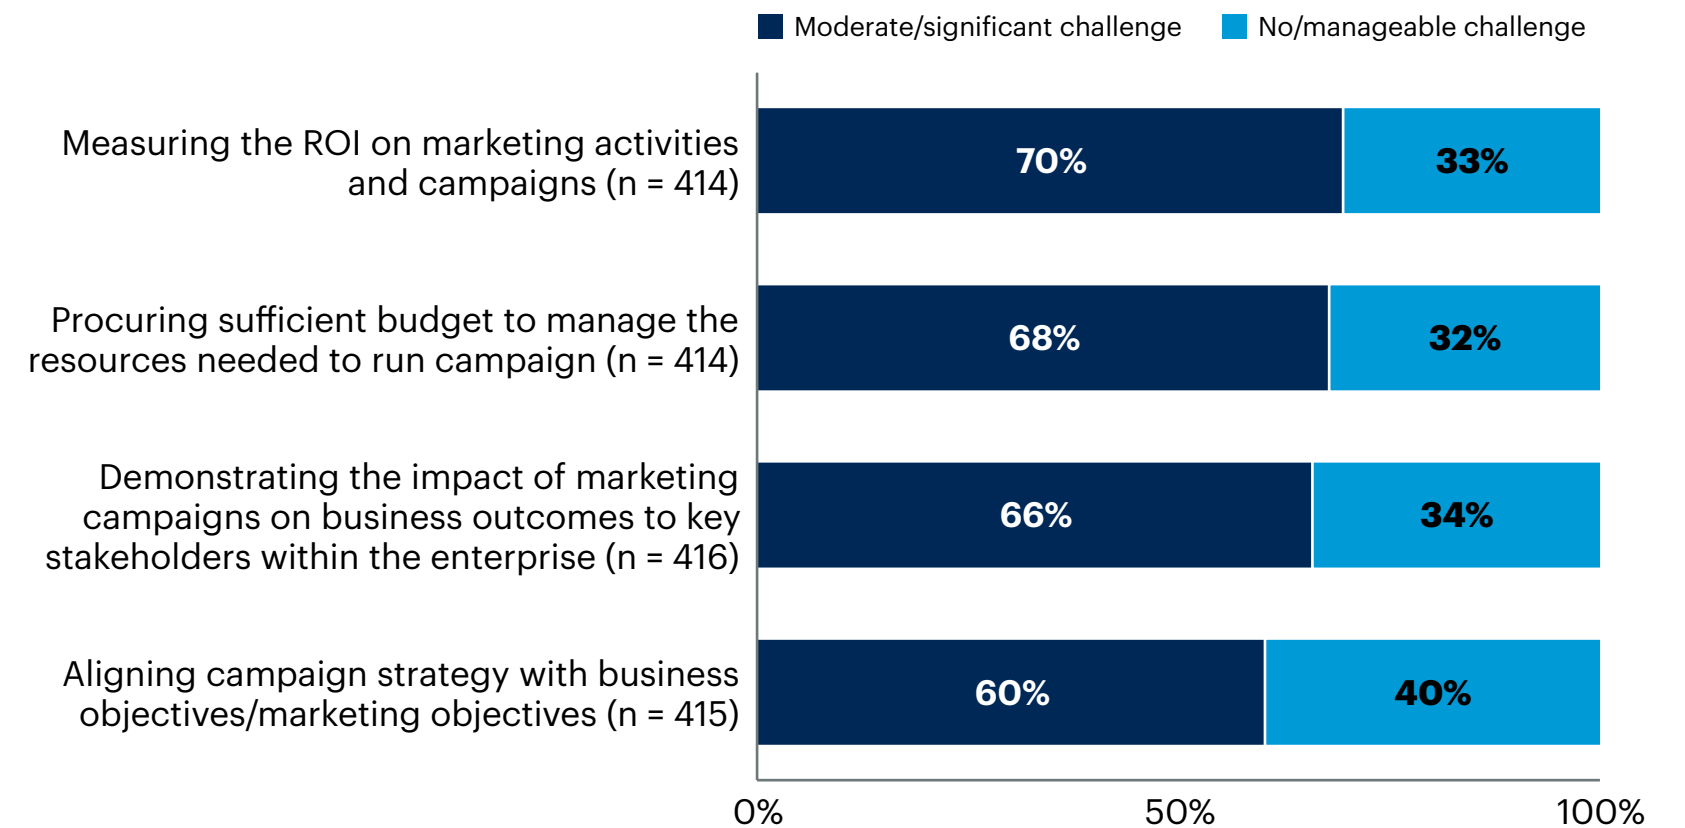 Moderate/significant challenge No/manageable challenge
Measuring the ROI on marketing activities
and campaigns (n = 414)
70% 33%
Procuring sufficient budget to manage the
resources needed to run campaign (n = 414)
68% 32%
Demonstrating the impact of marketing
campaigns on business outcomes to key
stakeholders within the enterprise (n = 416)
66% 34%
Aligning campaign strategy with business
objectives/marketing objectives (n = 415)
60% 40%
0% 50% 100%